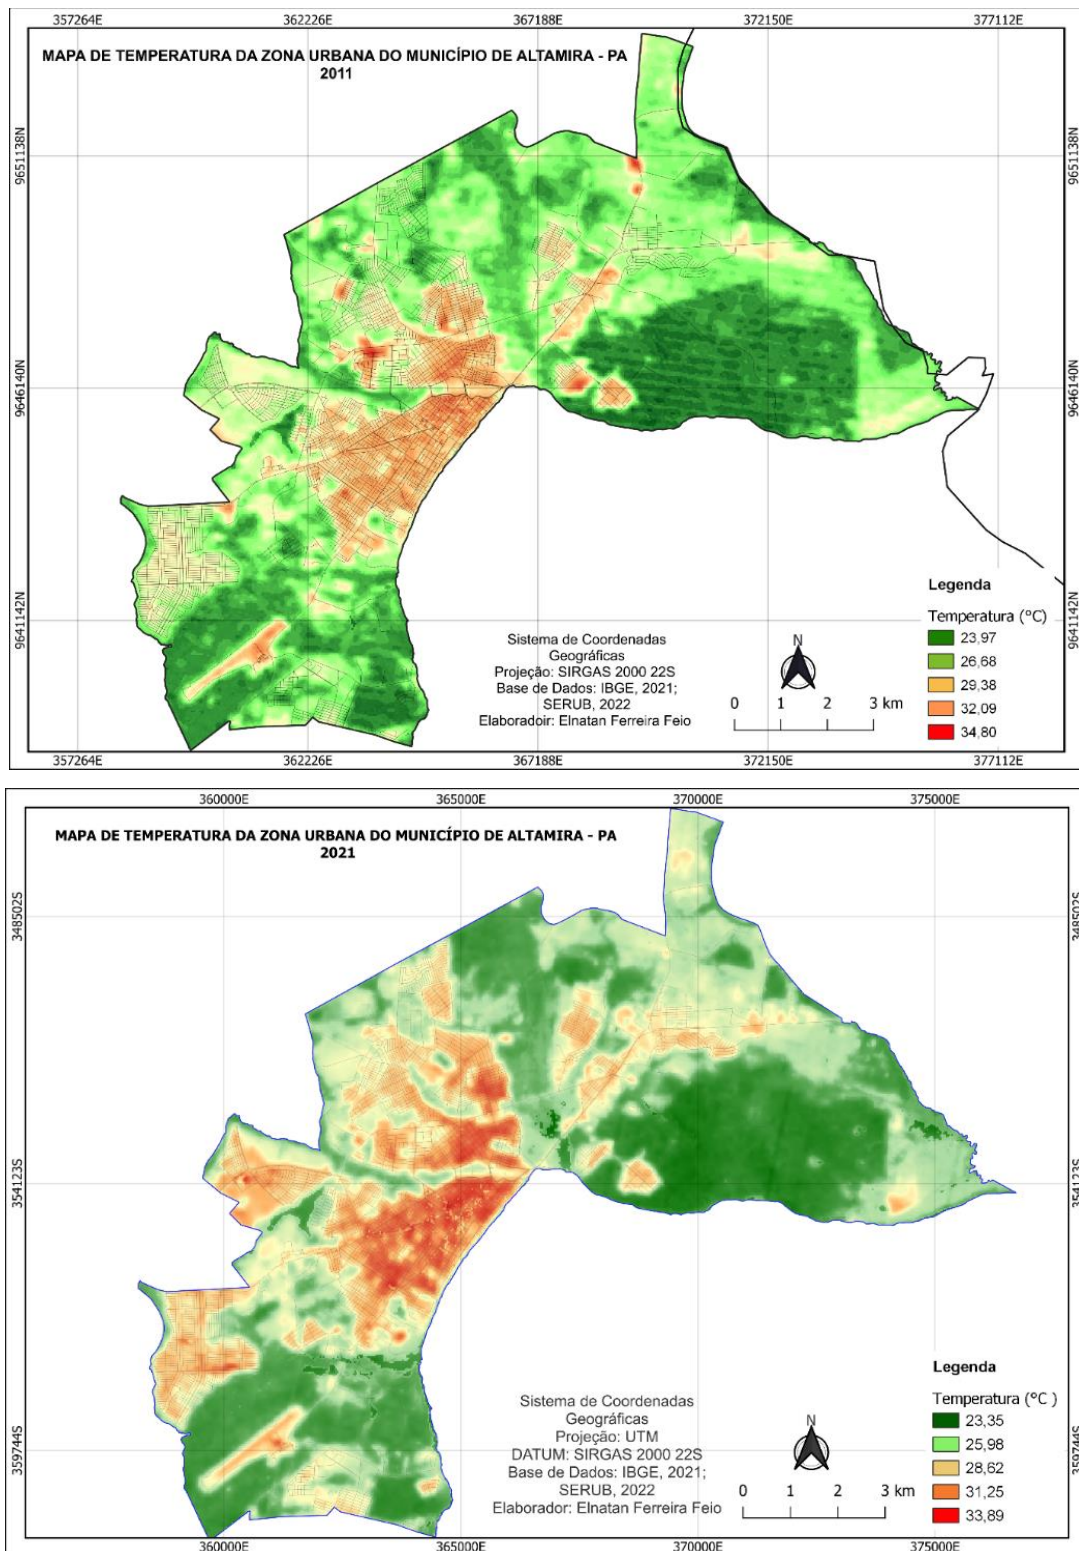 357264E 362226E 367188E 372150E 377112E
MAPA DE TEMPERATURA DA ZONA URBANA DO MUNICÍPIO DE ALTAMIRA - PA
2011
9651138N 9651138N
9646140N 9646140N
9641142N 9641142N
Legenda
Temperatura (°C)
23,97
26,68
29,38
32,09
34,80
Sistema de Coordenadas
Geográficas
Projeção: SIRGAS 2000 22S
Base de Dados: IBGE, 2021;
SERUB, 2022
Elaboradoir: Elnatan Ferreira Feio
N
0 1 2 3 km
357264E 362226E 367188E 372150E 377112E
360000E 365000E 370000E 375000E
MAPA DE TEMPERATURA DA ZONA URBANA DO MUNICÍPIO DE ALTAMIRA - PA
2021
348502S 348502S
354123S 354123S
359744S 359744S
Legenda
Temperatura (°C )
23,35
25,98
28,62
31,25
33,89
Sistema de Coordenadas
Geográficas
Projeção: UTM
DATUM: SIRGAS 2000 22S
Base de Dados: IBGE, 2021;
SERUB, 2022
Elaborador: Elnatan Ferreira Feio
N
0 1 2 3 km
360000E 365000E 370000E 375000E